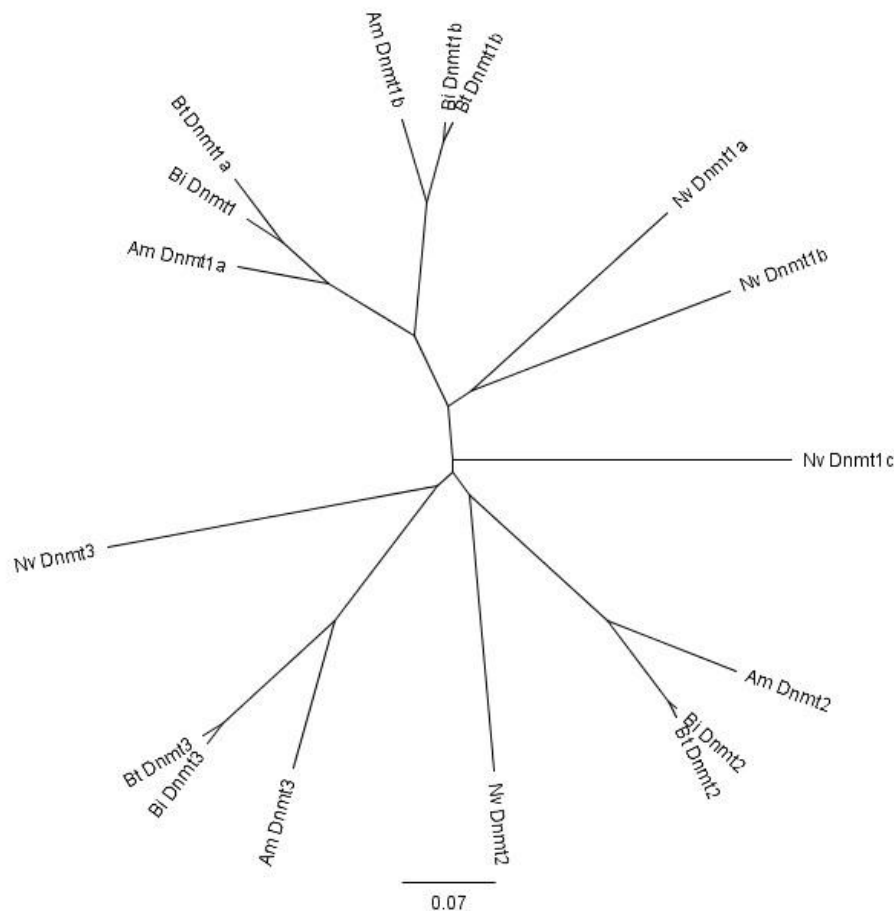 Am Dnmt1b
Bi Dnmt1b
Bt Dnmt1b
Bt Dnmt1a
Bi Dnmt1
Am Dnmt1a
Nv Dnmt1a
Nv Dnmt1b
Nv Dnmt1c
Nv Dnmt3
Am Dnmt2
Bi Dnmt2
Bt Dnmt2
Bt Dnmt3
Bi Dnmt3
Am Dnmt3
Nv Dnmt2
0.07